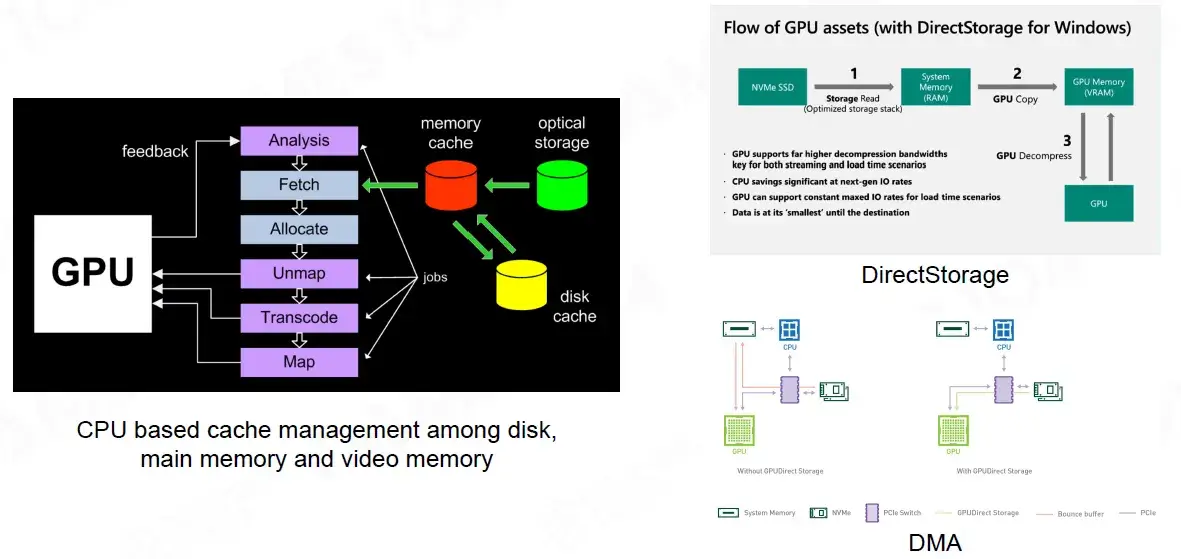 feedback
GPU
Analysis
Fetch
Allocate
Unmap
Transcode
Map
memory
cache
optical
storage
disk
cache
jobs
CPU based cache management among disk,
main memory and video memory
Flow of GPU assets (with DirectStorage for Windows)
NVMe SSD
1
Storage Read
(Optimized storage stack)
System
Memory
(RAM)
2
GPU Copy
GPU Memory
(VRAM)
3
GPU Decompress
GPU
· GPU supports far higher decompression bandwidths
key for both streaming and load time scenarios
· CPU savings significant at next-gen IO rates
· GPU can support constant maxed IO rates for load time scenarios
· Data is at its 'smallest' until the destination
DirectStorage
CPU
GPU
Without GPUDirect Storage
CPU
GPU
With GPUDirect Storage
System Memory
NVMe
PCIe Switch
GPUDirect Storage
Bounce buffer
PCIe
DMA